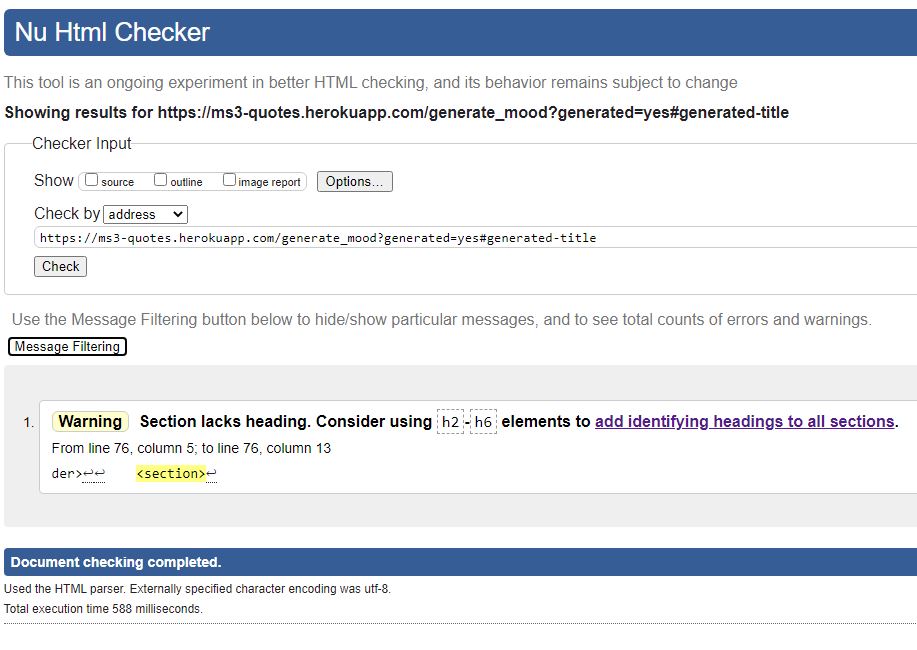 Nu Html Checker
This tool is an ongoing experiment in better HTML checking, and its behavior remains subject to change
Showing results for https://ms3-quotes.herokuapp.com/generate_mood?generated=yes#generated-title
Checker Input
Show source outline image report Options...
Check by address
https://ms3-quotes.herokuapp.com/generate_mood?generated=yes#generated-title
Check
Use the Message Filtering button below to hide/show particular messages, and to see total counts of errors and warnings.
Message Filtering
1. Warning Section lacks heading. Consider using h2-h6 elements to add identifying headings to all sections.
From line 76, column 5; to line 76, column 13
der>↩↩ <section>↩
Document checking completed.
Used the HTML parser. Externally specified character encoding was utf-8.
Total execution time 588 milliseconds.